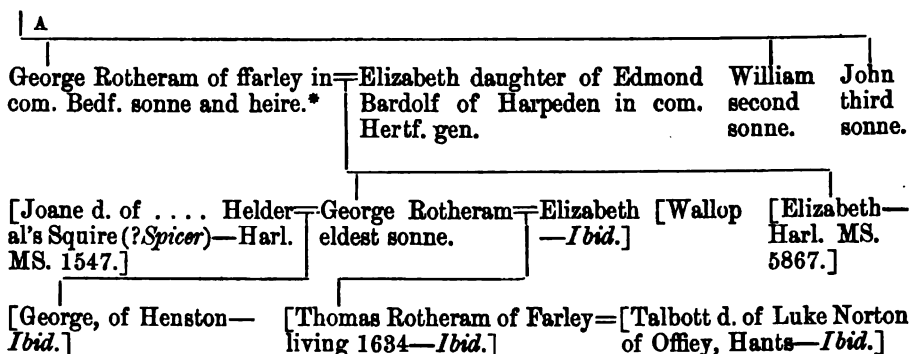 A
George Rotheram of ffarley in=Elizabeth daughter of Edmond William John
com. Bedf. sonne and heire.* Bardolf of Harpeden in com. second third
Hertf. gen. sonne. sonne.
[Joane d. of .... Helder=George Rotheram=Elizabeth [Wallop [Elizabeth—
al's Squire (?Spicer)—Harl. eldest sonne. —Ibid.] Harl. MS.
MS. 1547.] 5867.]
[George, of Henston— [Thomas Rotheram of Farley=[Talbott d. of Luke Norton
Ibid.] living 1634—Ibid.] of Offley, Hants—Ibid.]